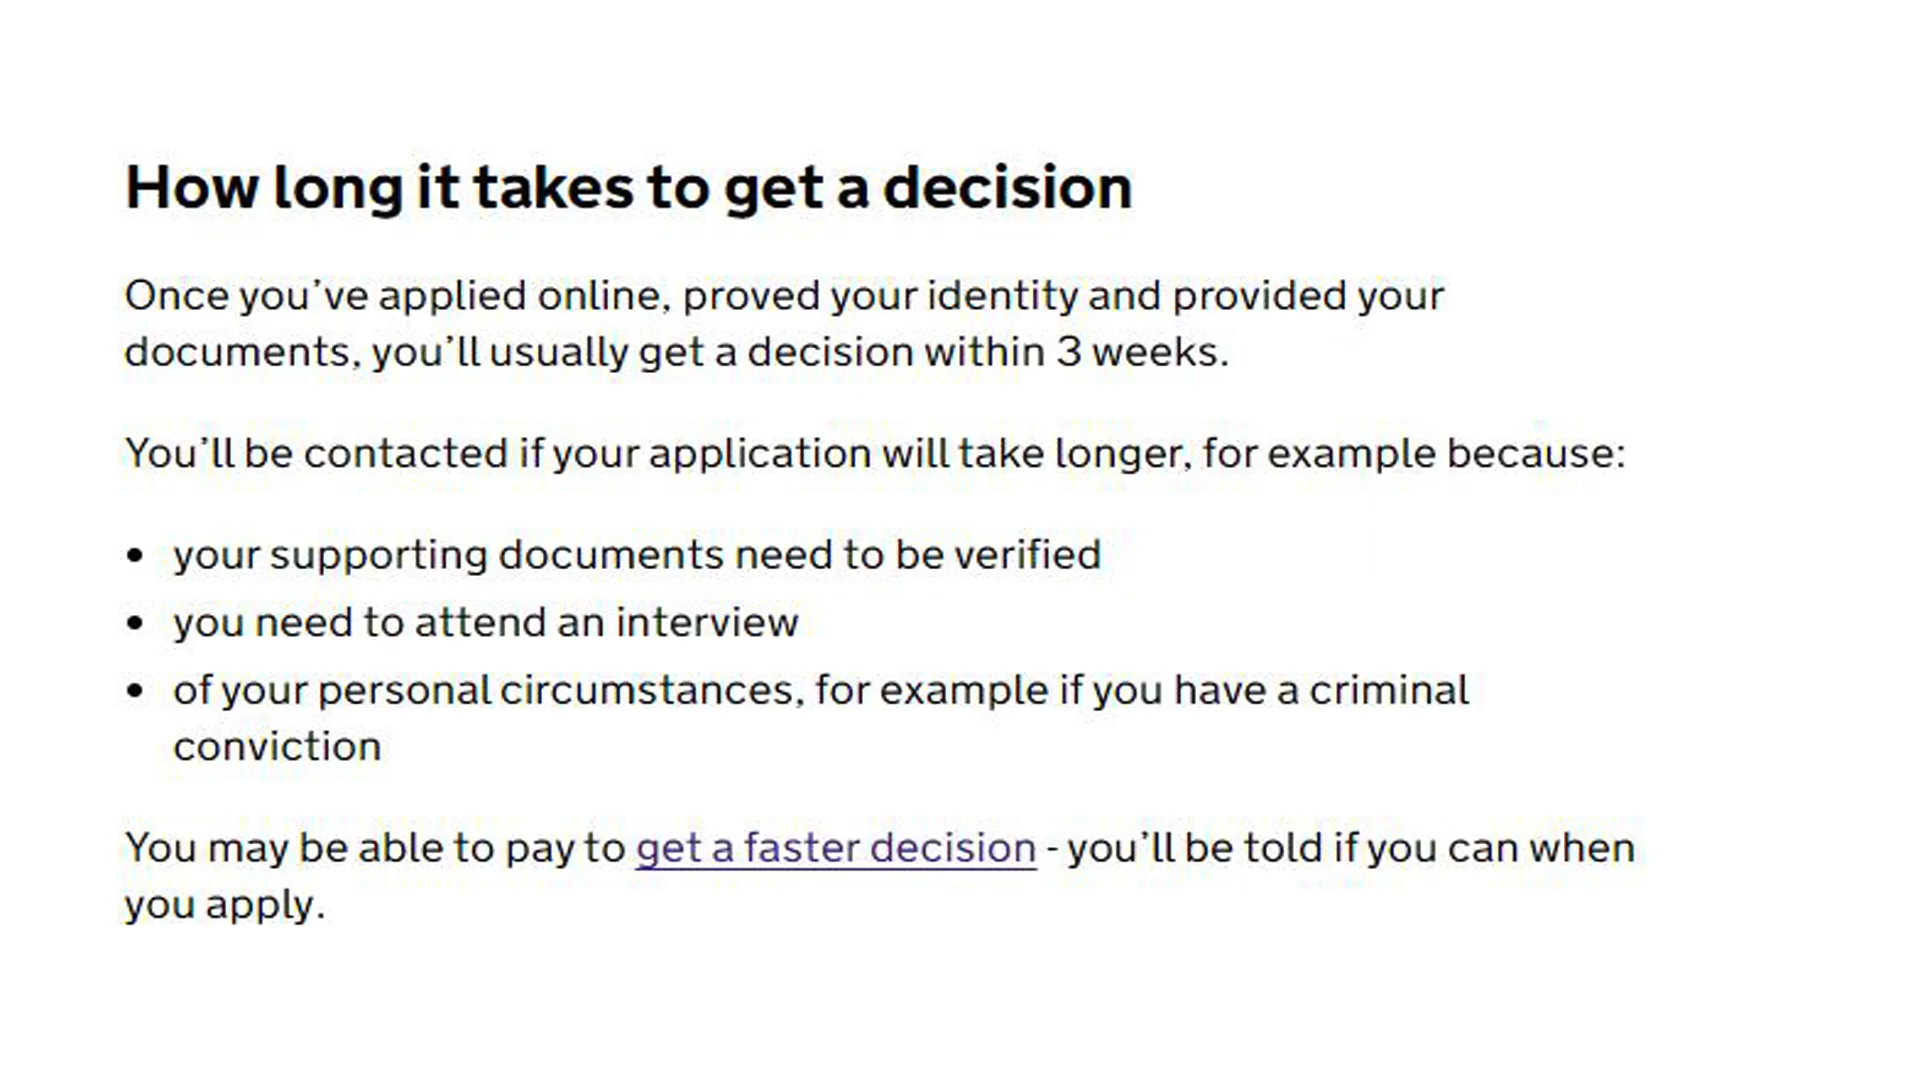 How long it takes to get a decision
Once you’ve applied online, proved your identity and provided your
documents, you’ll usually get a decision within 3 weeks.
You’ll be contacted if your application will take longer, for example because:
• your supporting documents need to be verified
• you need to attend an interview
• of your personal circumstances, for example if you have a criminal
conviction
You may be able to pay to get a faster decision - you’ll be told if you can when
you apply.